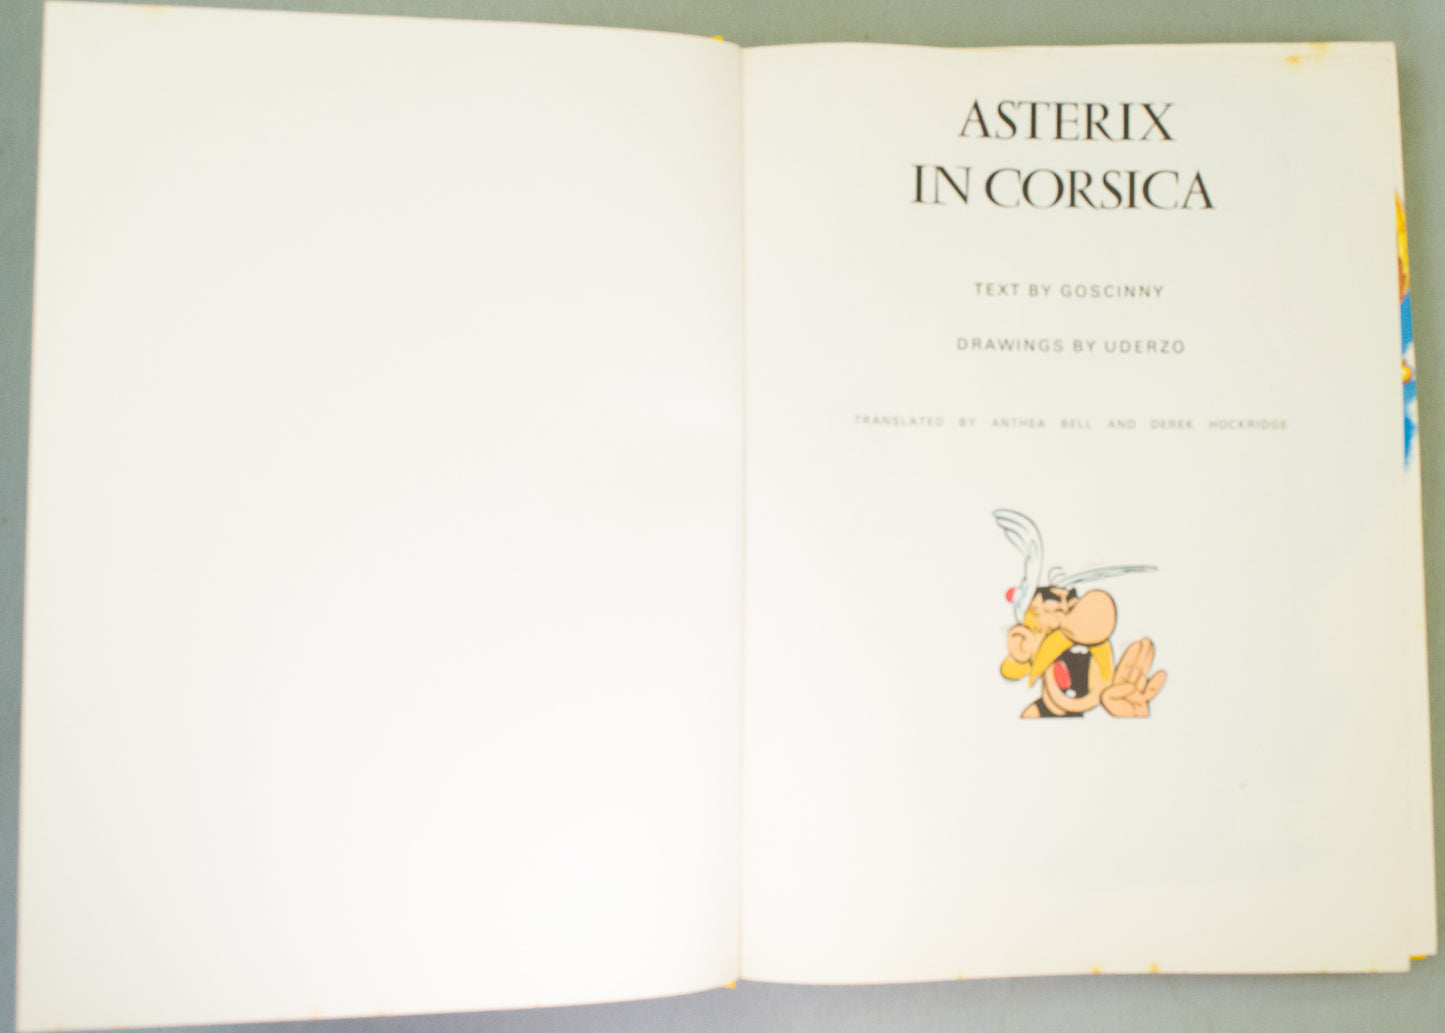 ASTERIX
IN CORSICA
TEXT BY GOSCINNY
DRAWINGS BY UDERZO
TRANSLATED BY ANTHEA BELL AND DEREK HOCKRIDGE